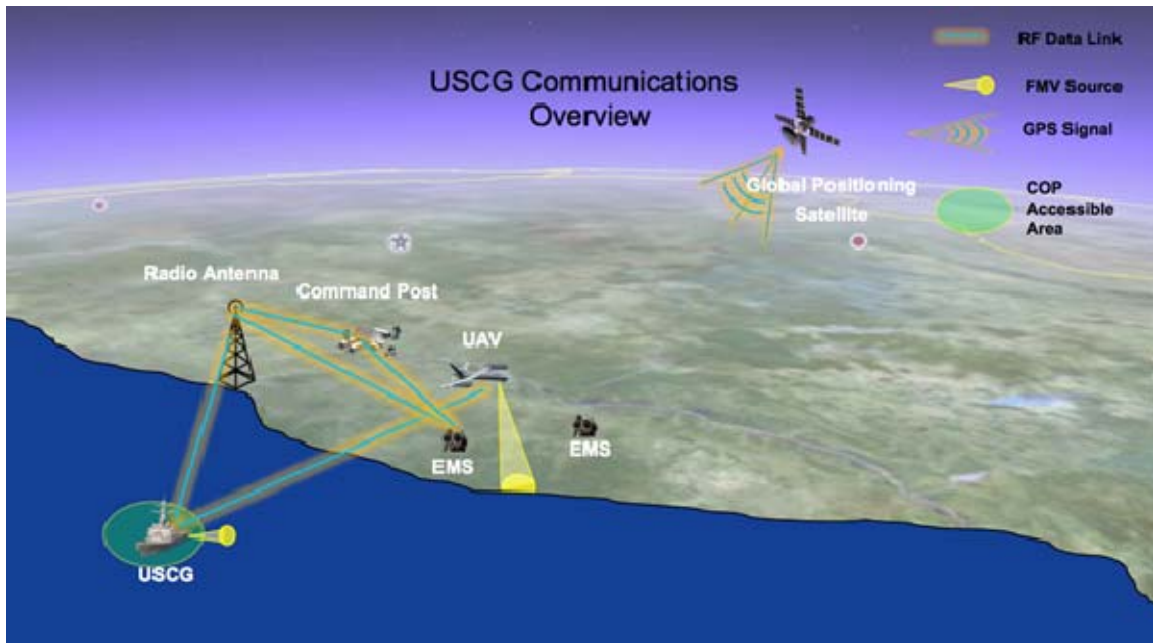 USCG Communications
Overview
RF Data Link
FMV Source
GPS Signal
COP
Accessible
Area
Global Positioning
Satellite
Radio Antenna
Command Post
UAV
EMS
EMS
USCG